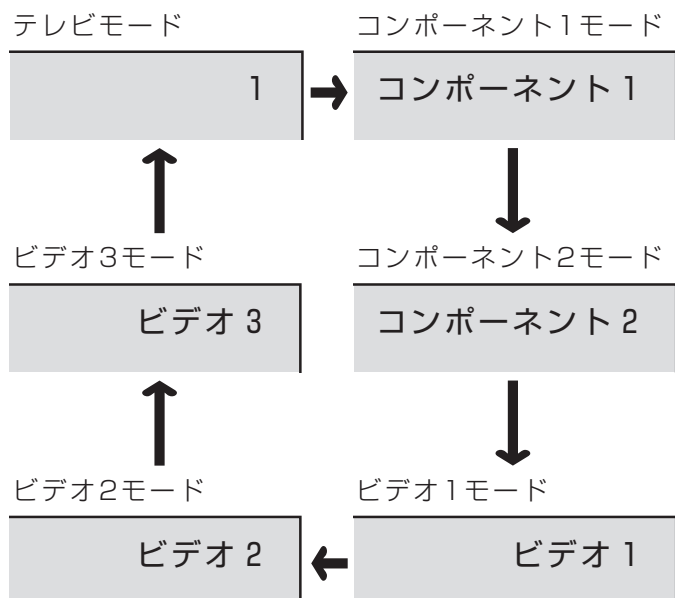 テレビモード
1
コンポーネント1モード
コンポーネント 1
ビデオ3モード
ビデオ 3
コンポーネント2モード
コンポーネント 2
ビデオ2モード
ビデオ 2
ビデオ1モード
ビデオ 1